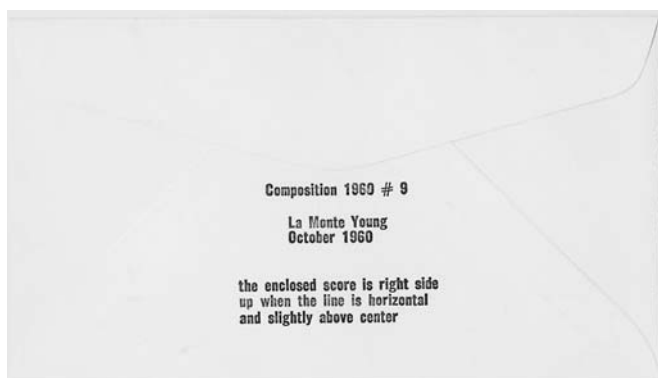 Composition 1960 # 9
La Monte Young
October 1960
the enclosed score is right side
up when the line is horizontal
and slightly above center